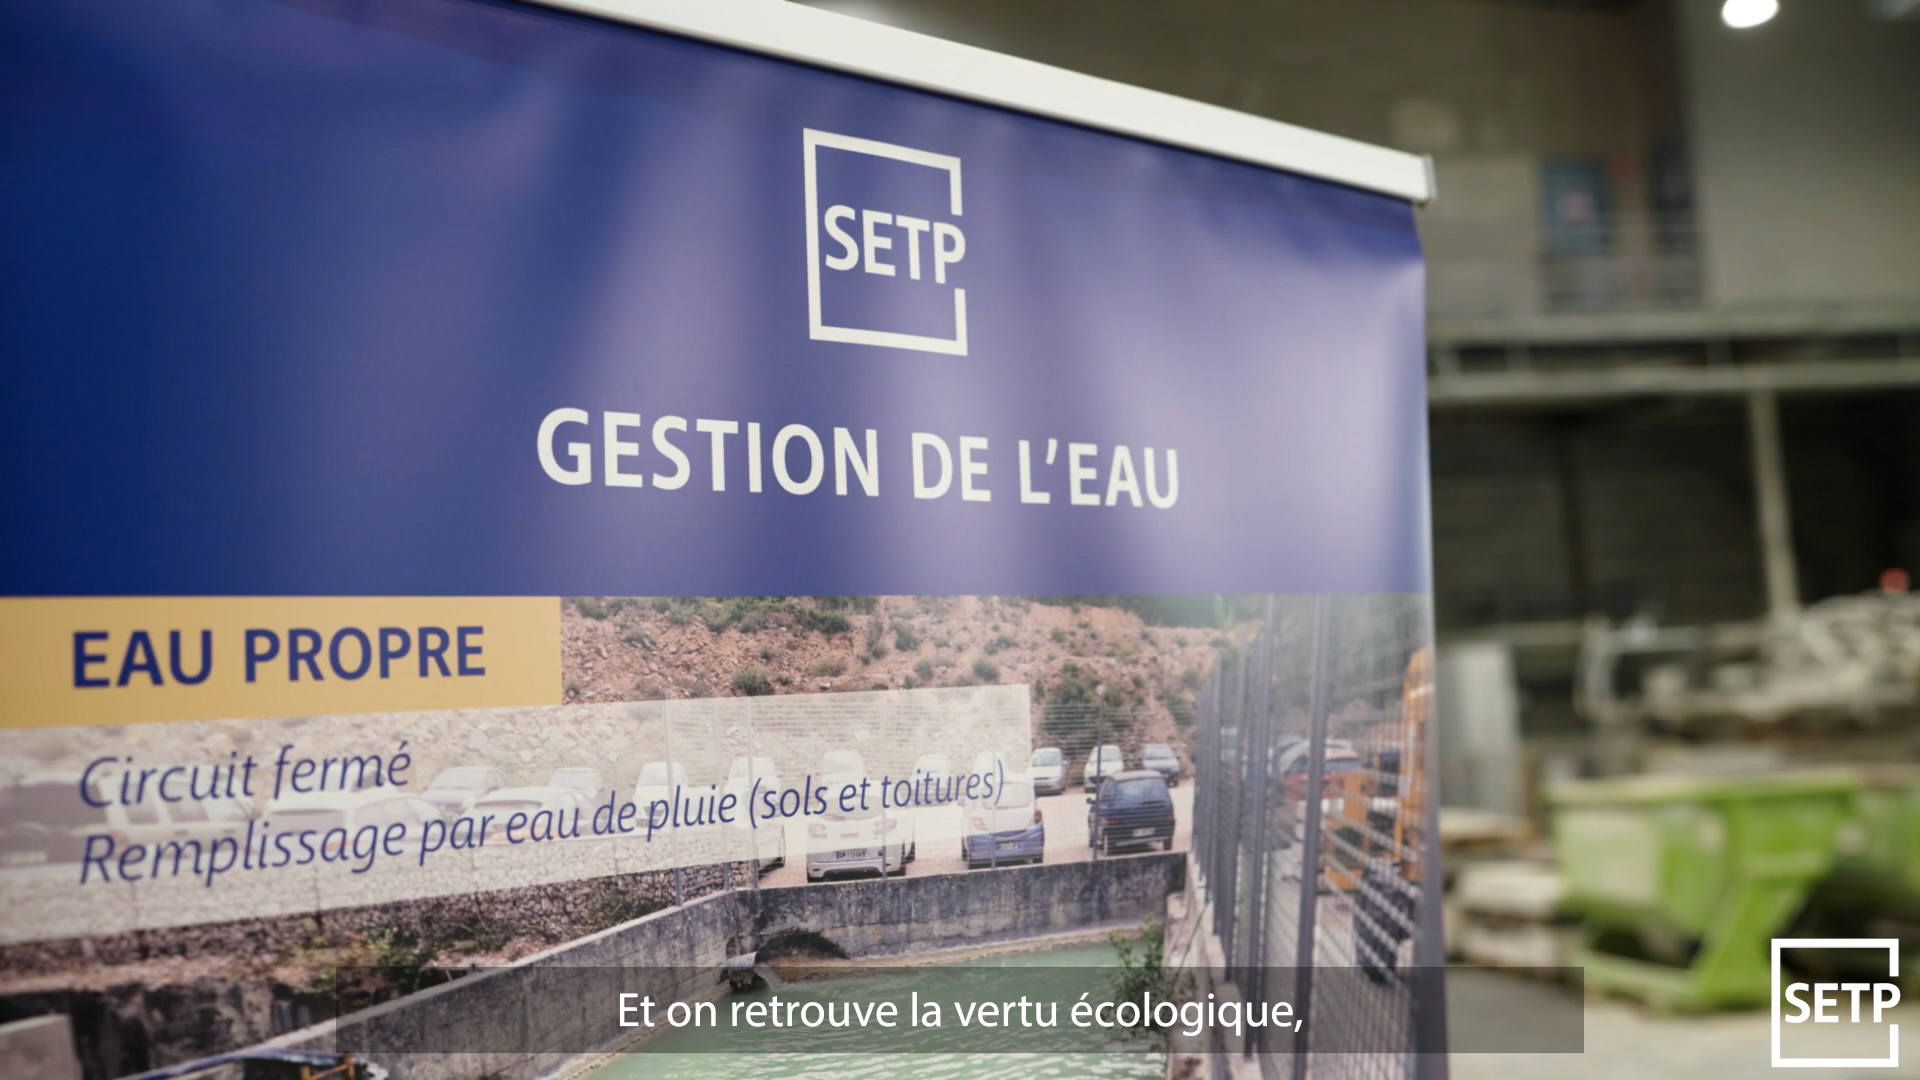 SETP
GESTION DE L'EAU
EAU PROPRE
Circuit fermé
Remplissage par eau de pluie (sols et toitures)
Et on retrouve la vertu écologique,
SETP